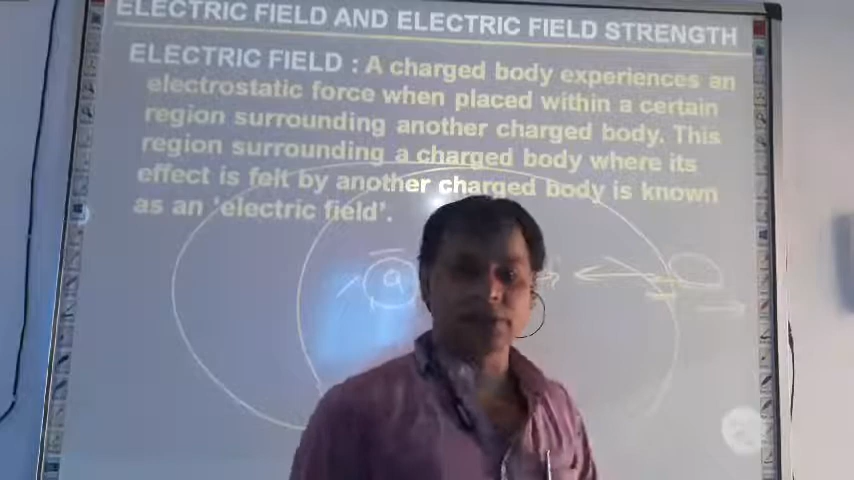 ELECTRIC FIELD AND ELECTRIC FIELD STRENGTH
ELECTRIC FIELD : A charged body experiences an
electrostatic force when placed within a certain
region surrounding another charged body. This
region surrounding a charged body where its
effect is felt by another charged body is known
as an 'electric field'.